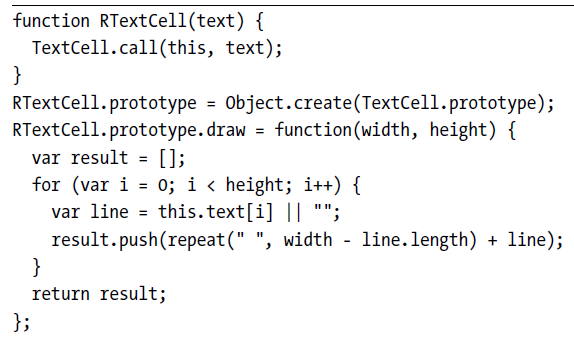 function RTextCell(text) {
  TextCell.call(this, text);
}
RTextCell.prototype = Object.create(TextCell.prototype);
RTextCell.prototype.draw = function(width, height) {
  var result = [];
  for (var i = 0; i < height; i++) {
    var line = this.text[i] || "";
    result.push(repeat(" ", width - line.length) + line);
  }
  return result;
};